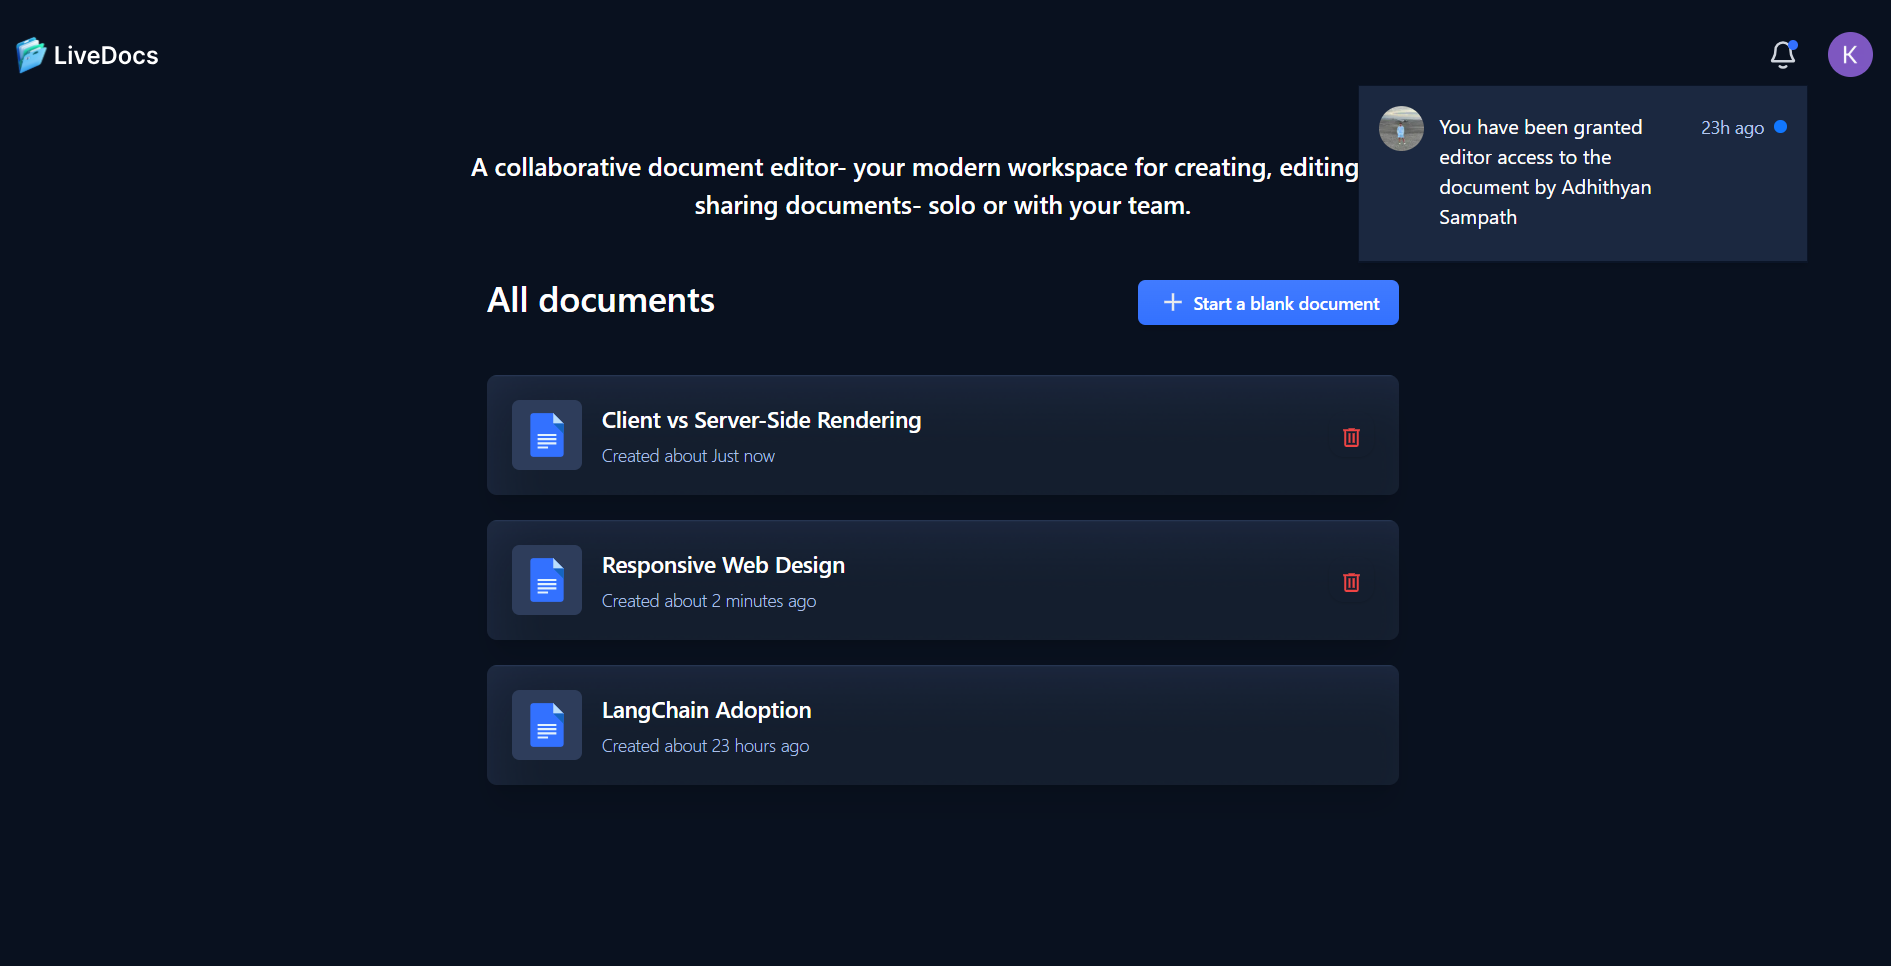 LiveDocs
K
You have been granted
editor access to the
document by Adhithyan
Sampath
23h ago
A collaborative document editor- your modern workspace for creating, editing
sharing documents- solo or with your team.
All documents
Start a blank document
Client vs Server-Side Rendering
Created about Just now
Responsive Web Design
Created about 2 minutes ago
LangChain Adoption
Created about 23 hours ago